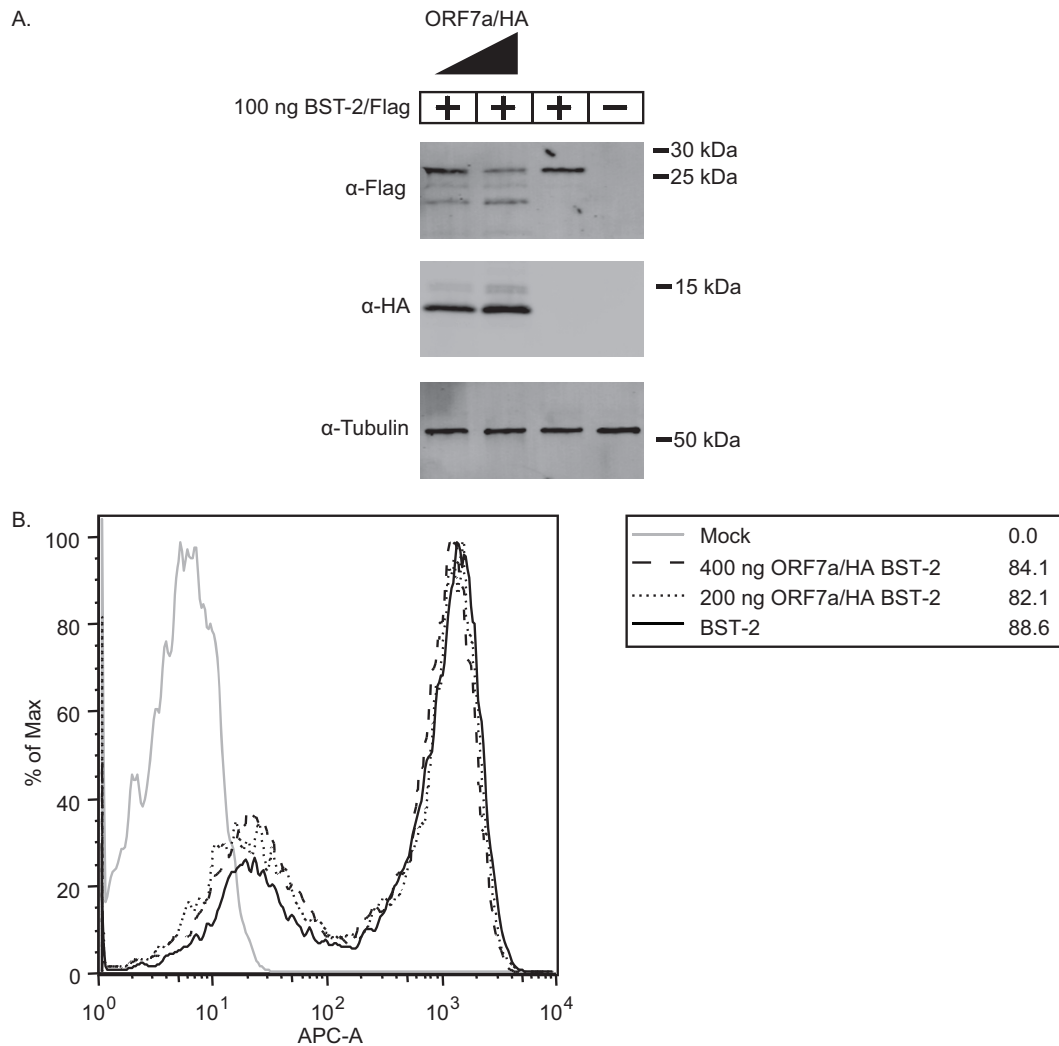 A.
ORF7a/HA
100 ng BST-2/Flag + + + −
30 kDa
25 kDa
α-Flag
15 kDa
α-HA
α-Tubulin
50 kDa
B.
100
80
60
40
20
0
% of Max
10^0 10^1 10^2 10^3 10^4
APC-A
Mock 0.0
400 ng ORF7a/HA BST-2 84.1
200 ng ORF7a/HA BST-2 82.1
BST-2 88.6